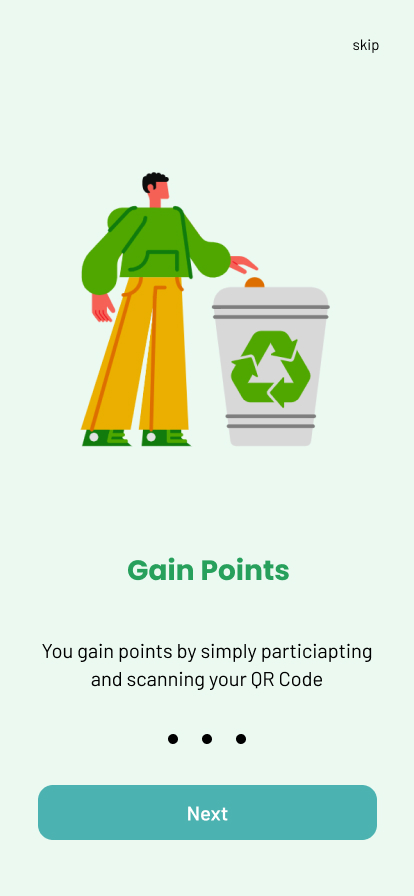 skip
Gain Points
You gain points by simply particiapting
and scanning your QR Code
Next